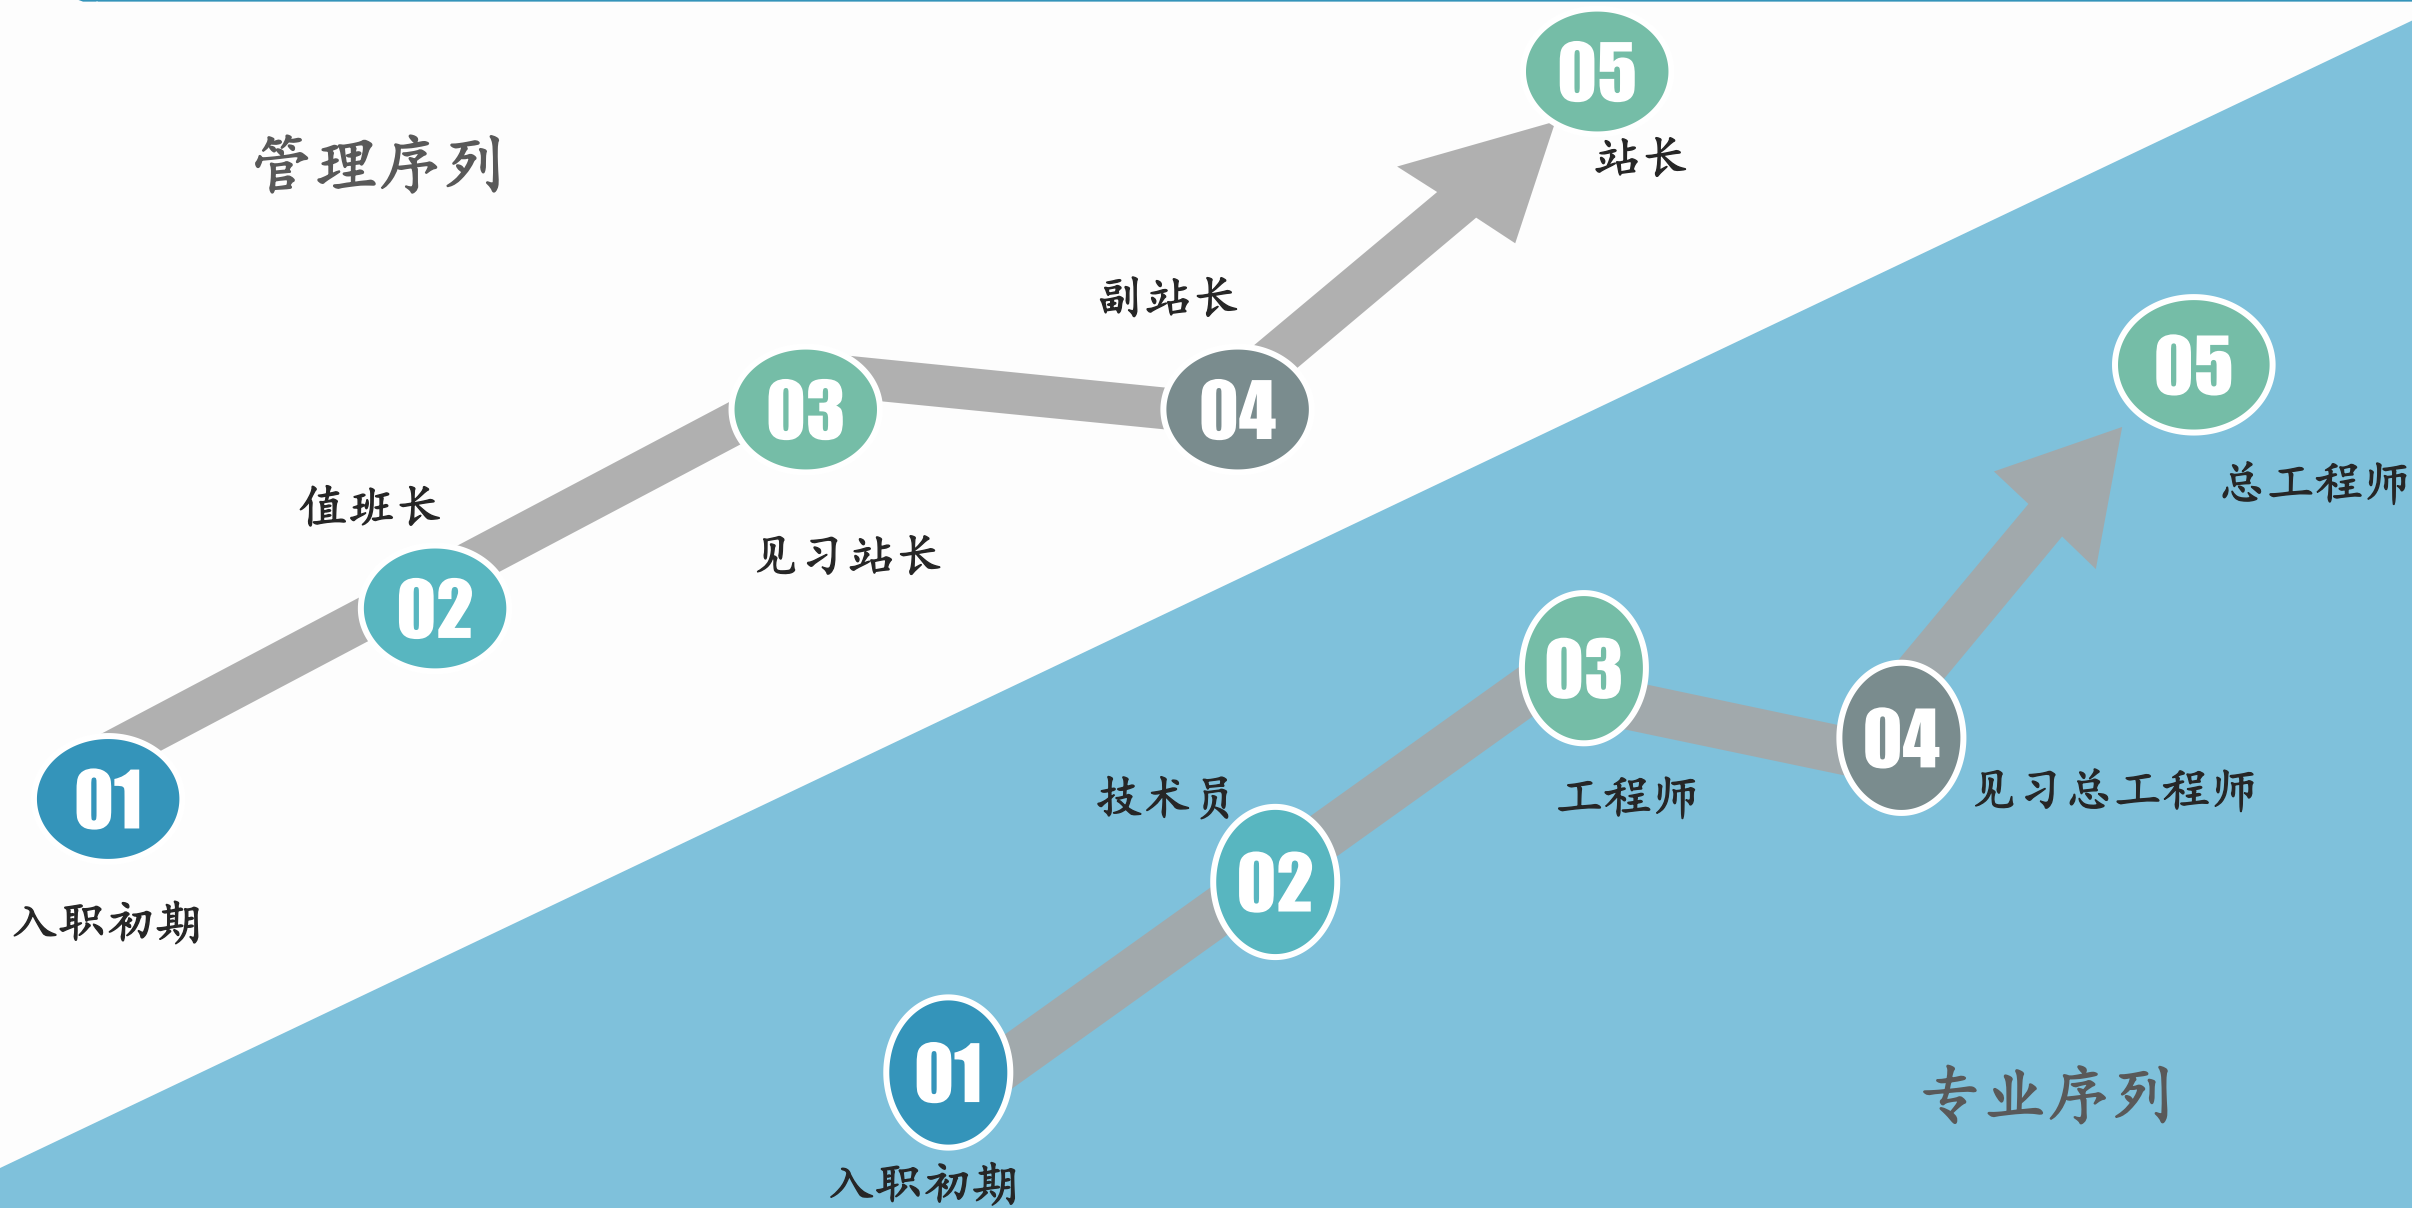 管理序列
01
入职初期
02
值班长
03
见习站长
04
副站长
05
站长
专业序列
01
入职初期
02
技术员
03
工程师
04
见习总工程师
05
总工程师